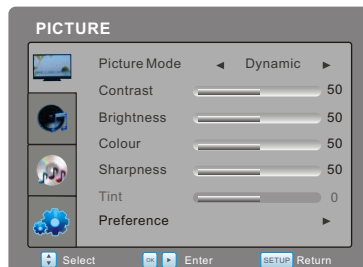 PICTURE
Picture Mode ◄ Dynamic ►
Contrast 50
Brightness 50
Colour 50
Sharpness 50
Tint 0
Preference ►
Select OK ► Enter SETUP Return